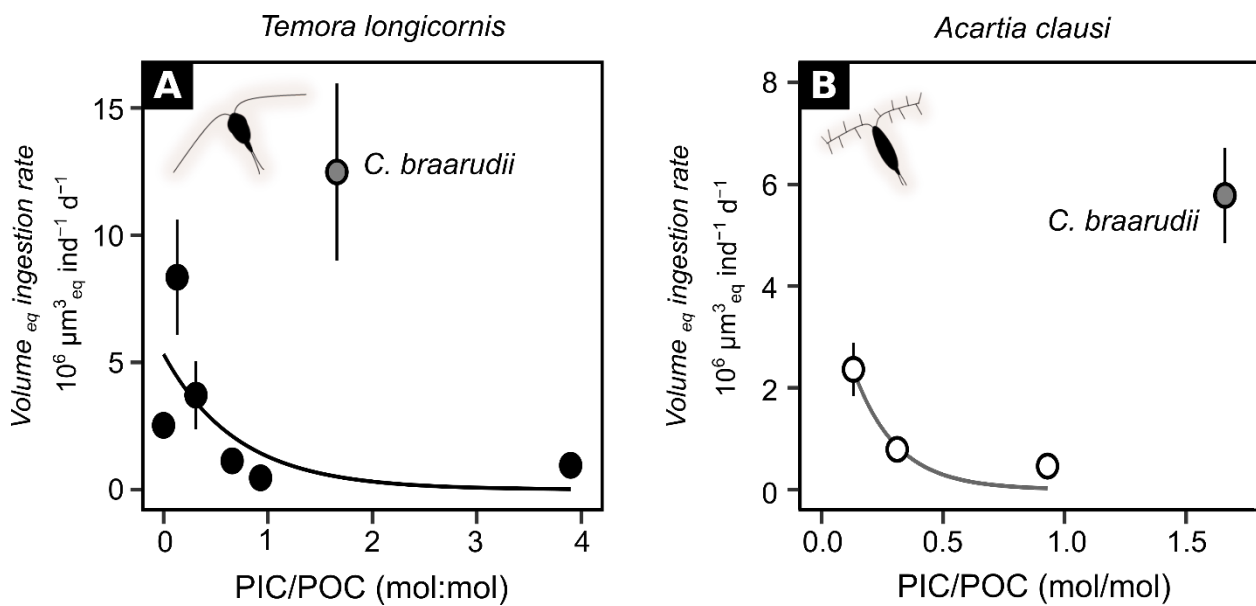 Temora longicornis
A
Volume eq ingestion rate
10⁶ µm³eq ind⁻¹ d⁻¹
15
10
5
0
C. braarudii
0 1 2 3 4
PIC/POC (mol:mol)
Acartia clausi
B
Volume eq ingestion rate
10⁶ µm³eq ind⁻¹ d⁻¹
8
6
4
2
0
C. braarudii
0.0 0.5 1.0 1.5
PIC/POC (mol/mol)